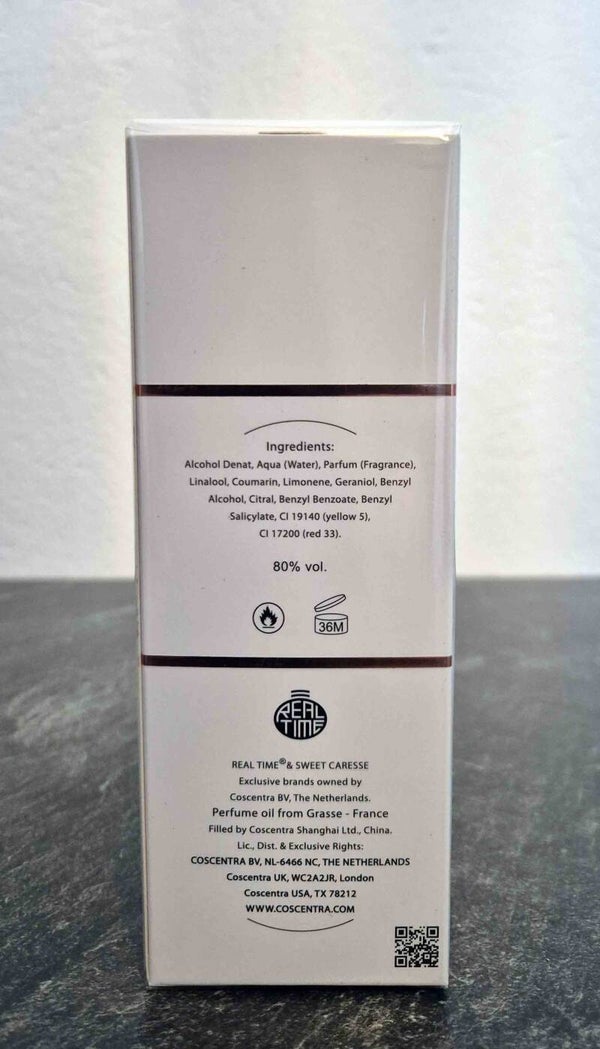 Ingredients:
Alcohol Denat, Aqua (Water), Parfum (Fragrance),
Linalool, Coumarin, Limonene, Geraniol, Benzyl
Alcohol, Citral, Benzyl Benzoate, Benzyl
Salicylate, CI 19140 (yellow 5),
CI 17200 (red 33).
80% vol.
36M
REAL
TIME
REAL TIME® & SWEET CARESSE
Exclusive brands owned by
Coscentra BV, The Netherlands.
Perfume oil from Grasse - France
Filled by Coscentra Shanghai Ltd., China.
Lic., Dist. & Exclusive Rights:
COSCENTRA BV, NL-6466 NC, THE NETHERLANDS
Coscentra UK, WC2A2JR, London
Coscentra USA, TX 78212
WWW.COSCENTRA.COM